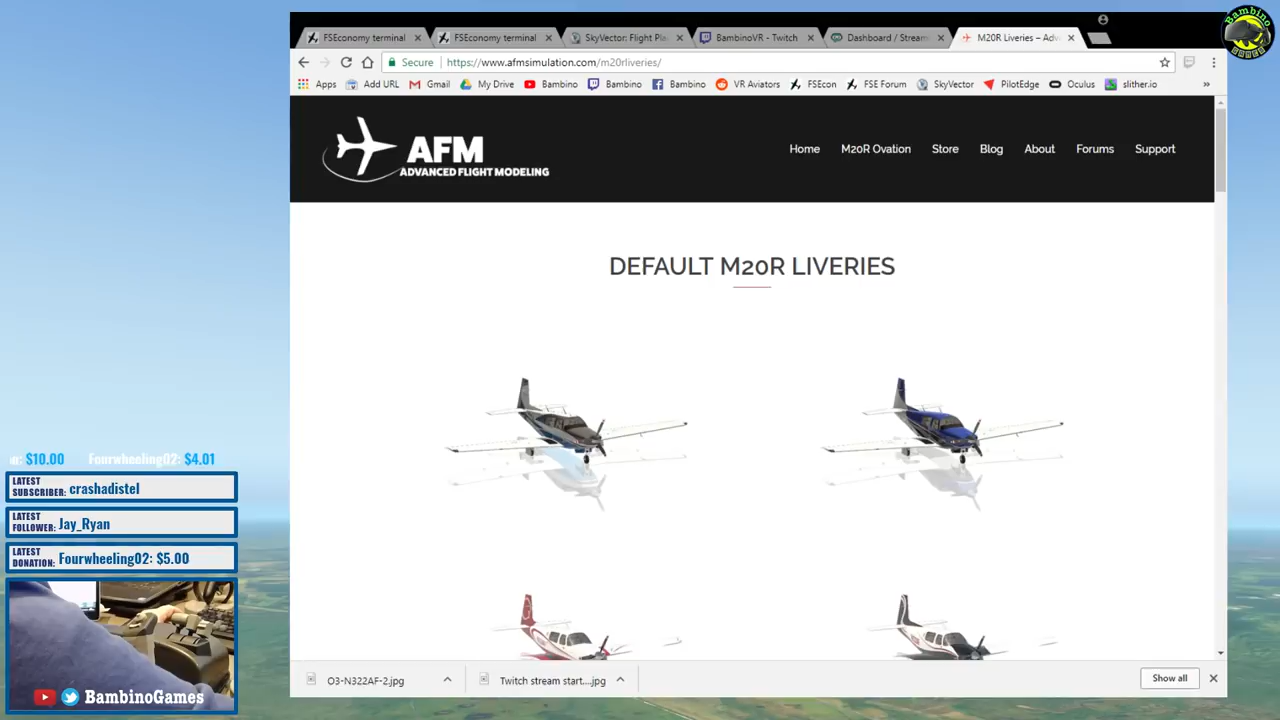 Bambino
GAMES
FSEconomy terminal
FSEconomy terminal
SkyVector: Flight Pla
BambinoVR - Twitch
Dashboard / Stream
M20R Liveries – Adv
Secure
https://www.afmsimulation.com/m20rliveries/
Apps
Add URL
Gmail
My Drive
Bambino
Bambino
Bambino
VR Aviators
FSEcon
FSE Forum
SkyVector
PilotEdge
Oculus
slither.io
»
AFM
ADVANCED FLIGHT MODELING
Home
M20R Ovation
Store
Blog
About
Forums
Support
DEFAULT M20R LIVERIES
$10.00 Fourwheeling02: $4.01
LATEST
SUBSCRIBER: crashadistel
LATEST
FOLLOWER: Jay_Ryan
LATEST
DONATION: Fourwheeling02: $5.00
BambinoGames
O3-N322AF-2.jpg
Twitch stream start....jpg
Show all